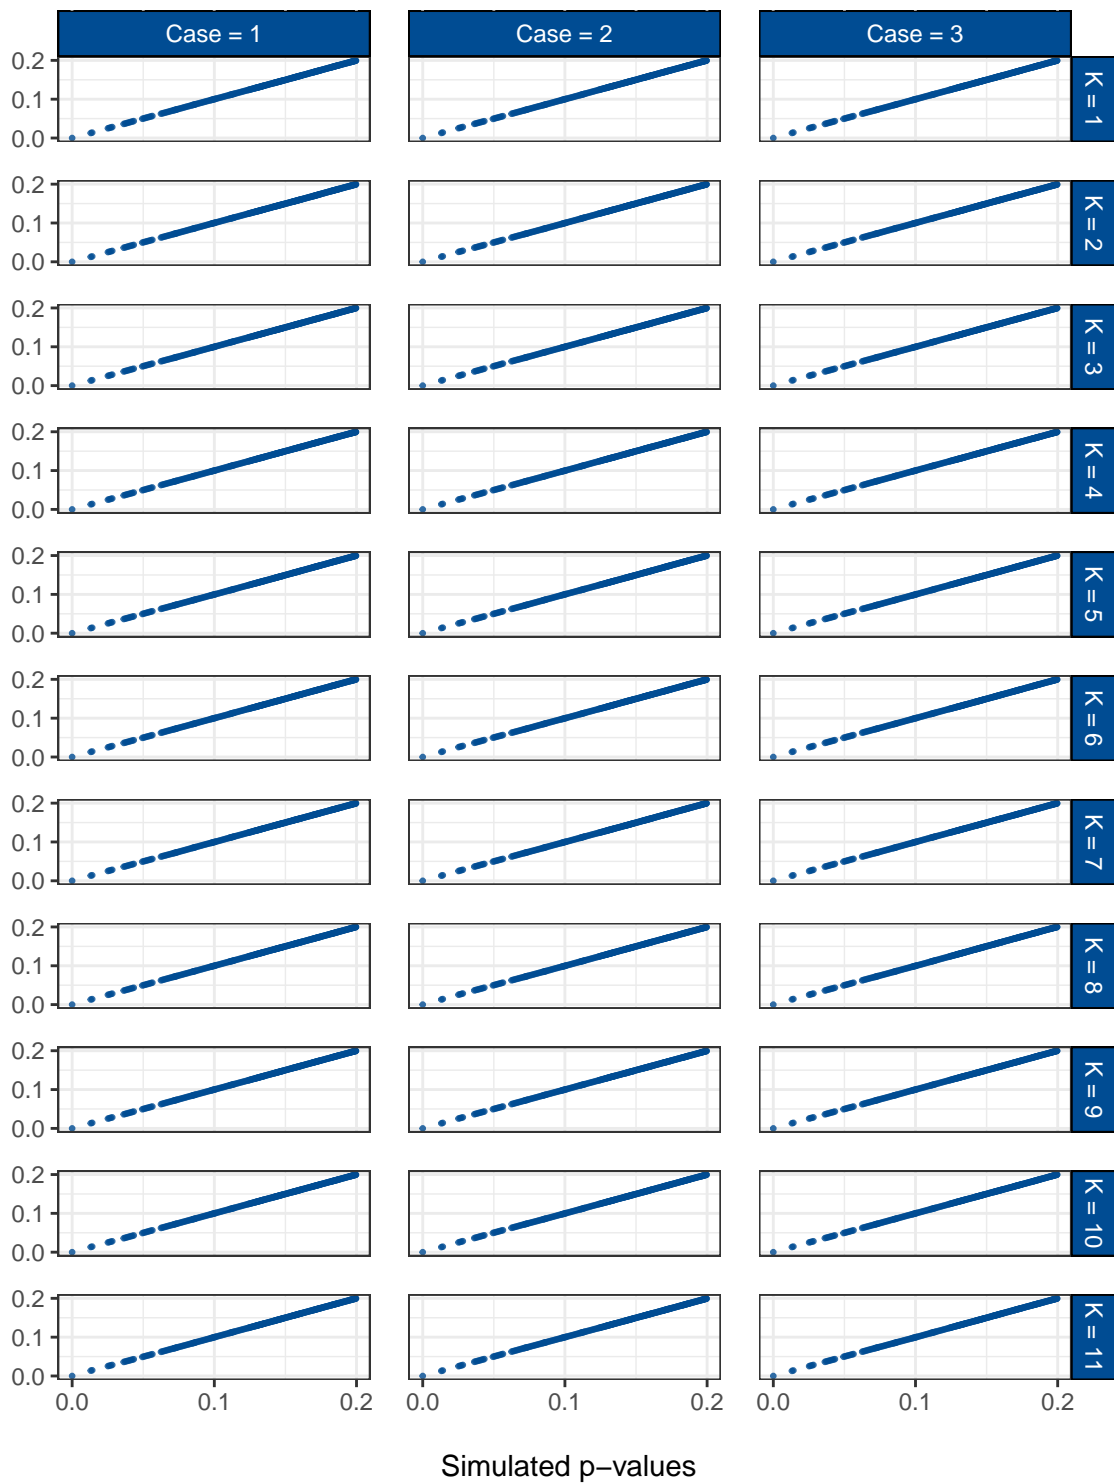 Case = 1 Case = 2 Case = 3
0.2
0.1
0.0
K = 1
0.2
0.1
0.0
K = 2
0.2
0.1
0.0
K = 3
0.2
0.1
0.0
K = 4
0.2
0.1
0.0
K = 5
0.2
0.1
0.0
K = 6
0.2
0.1
0.0
K = 7
0.2
0.1
0.0
K = 8
0.2
0.1
0.0
K = 9
0.2
0.1
0.0
K = 10
0.2
0.1
0.0
K = 11
0.0 0.1 0.2 0.0 0.1 0.2 0.0 0.1 0.2
Simulated p−values